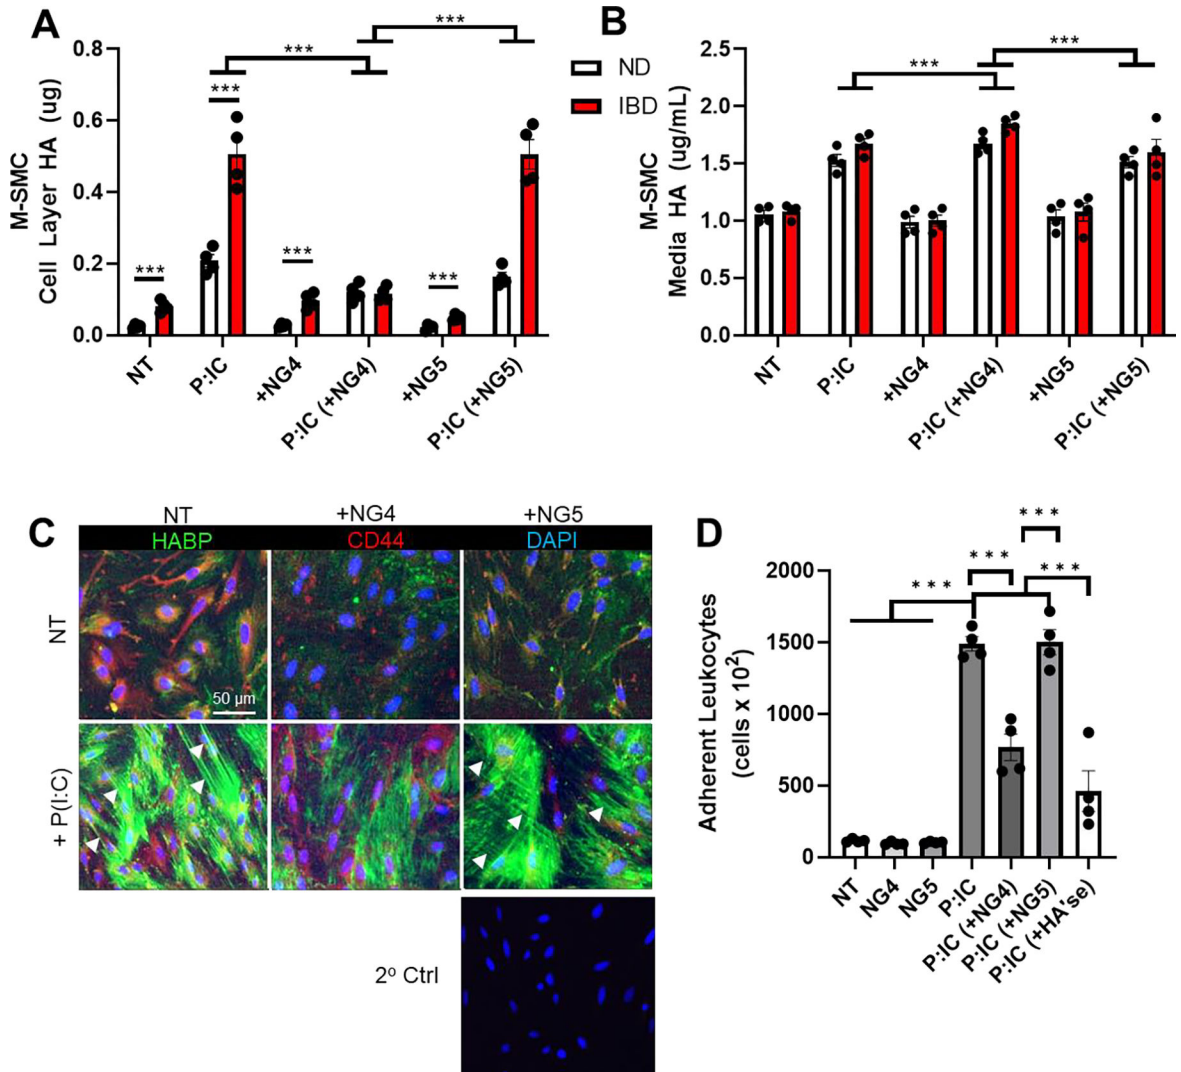 A
M-SMC
Cell Layer HA (ug)
0.8
0.6
0.4
0.2
0.0
***
***
***
***
***
***
NT
P:IC
+NG4
P:IC (+NG4)
+NG5
P:IC (+NG5)
ND
IBD
B
M-SMC
Media HA (ug/mL)
2.5
2.0
1.5
1.0
0.5
0.0
***
***
NT
P:IC
+NG4
P:IC (+NG4)
+NG5
P:IC (+NG5)
C
NT
+NG4
+NG5
HABP
CD44
DAPI
NT
50 µm
+ P(I:C)
2º Ctrl
D
Adherent Leukocytes
(cells x 10²)
2000
1500
1000
500
0
***
***
***
***
NT
NG4
NG5
P:IC
P:IC (+NG4)
P:IC (+NG5)
P:IC (+HA'se)